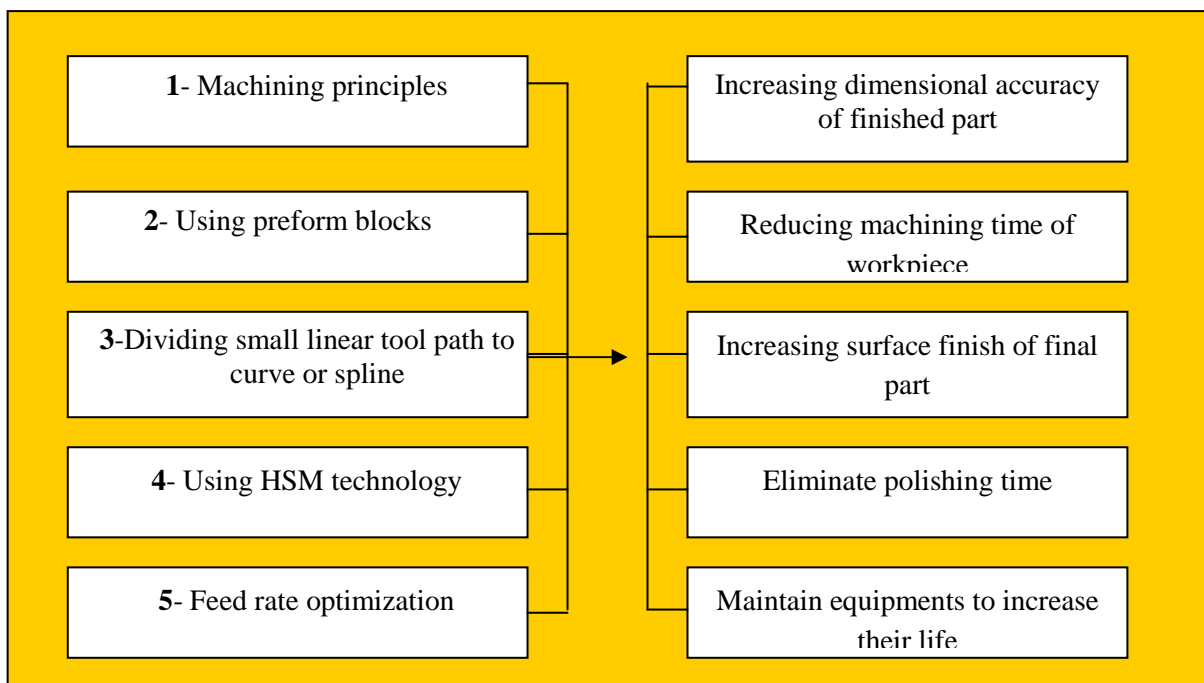 1- Machining principles
2- Using preform blocks
3-Dividing small linear tool path to
curve or spline
4- Using HSM technology
5- Feed rate optimization
Increasing dimensional accuracy
of finished part
Reducing machining time of
workpiece
Increasing surface finish of final
part
Eliminate polishing time
Maintain equipments to increase
their life